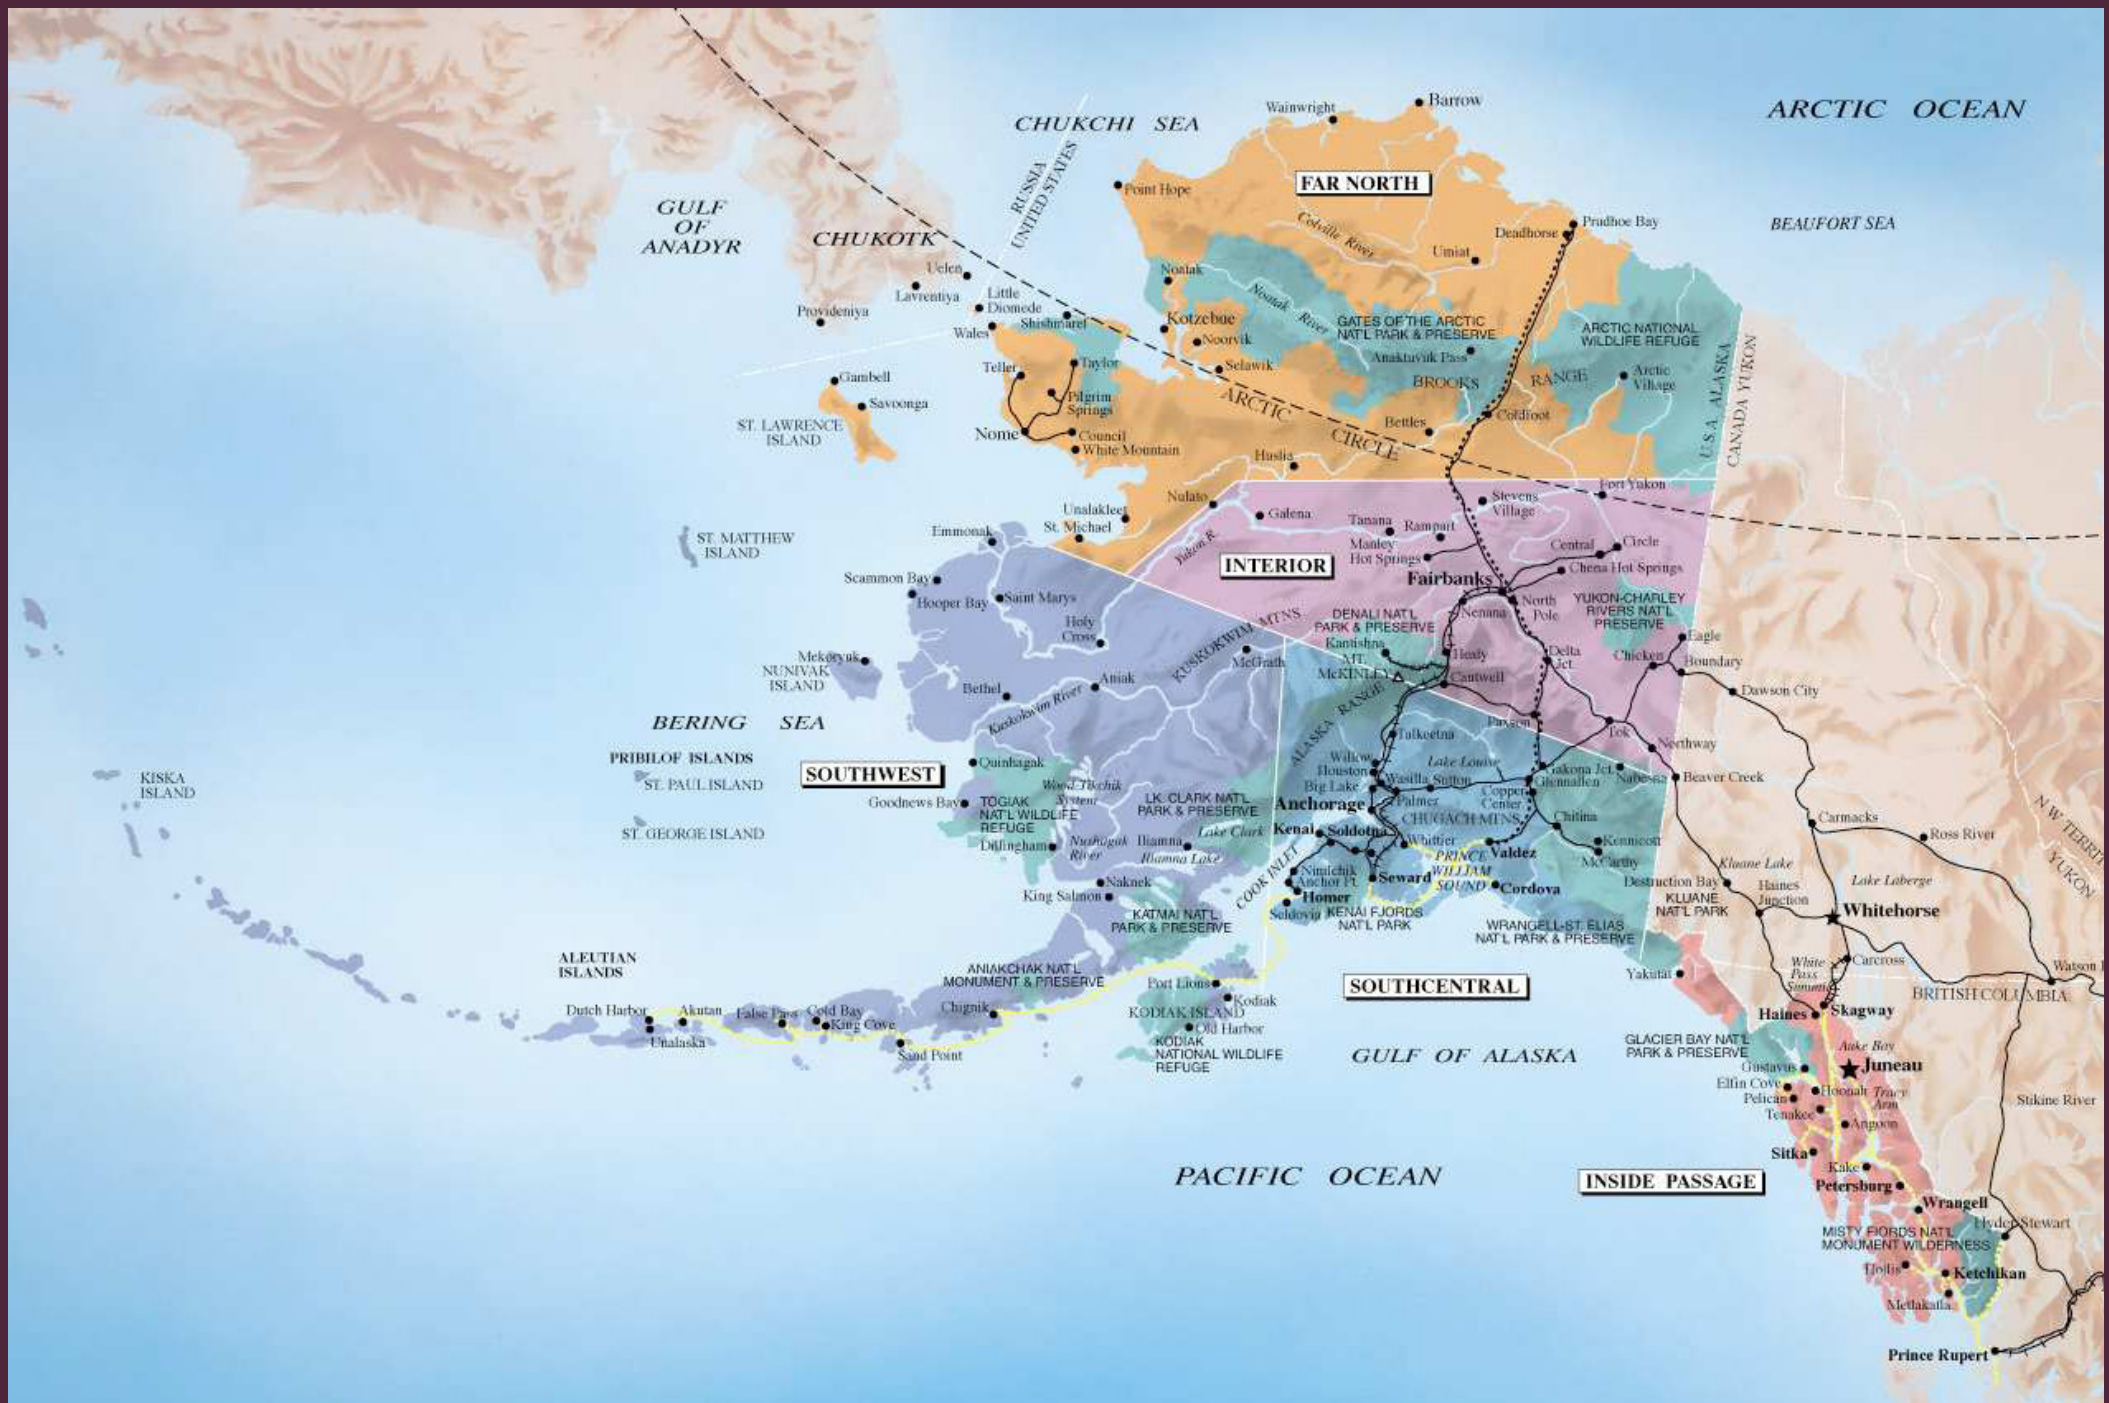 ARCTIC OCEAN
Barrow
Wainwright
CHUKCHI SEA
RUSSIA
UNITED STATES
FAR NORTH
Point Hope
GULF
OF
ANADYR
CHUKOTK
Colville River
Prudhoe Bay
Deadhorse
BEAUFORT SEA
Umiat
Uelen
Lavrentiya
Little
Diomede
Provideniya
Noatak
Noatak River
Wales
Shishmaref
Kotzebue
Noorvik
GATES OF THE ARCTIC
NAT'L PARK & PRESERVE
Anaktuvuk Pass
ARCTIC NATIONAL
WILDLIFE REFUGE
U.S.A. ALASKA
CANADA YUKON
Teller
Taylor
Selawik
BROOKS RANGE
Arctic
Village
Gambell
Savoonga
Pilgrim
Springs
ARCTIC CIRCLE
ST. LAWRENCE
ISLAND
Nome
Council
White Mountain
Bettles
Coldfoot
Huslia
Nulato
Fort Yukon
Stevens
Village
Galena
Unalakleet
St. Michael
Tanana
Rampart
Emmonak
Yukon R.
Manley
Hot Springs
Central
Circle
ST. MATTHEW
ISLAND
INTERIOR
Chena Hot Springs
Fairbanks
Scammon Bay
Hooper Bay
Saint Marys
Nenana
North
Pole
YUKON-CHARLEY
RIVERS NAT'L
PRESERVE
DENALI NAT'L
PARK & PRESERVE
Holy
Cross
KUSKOKWIM MTNS
Kantishna
MT.
McKINLEY
Healy
Delta
Jct.
Chicken
Eagle
Boundary
Mekoryuk
NUNIVAK
ISLAND
McGrath
Cantwell
Bethel
Aniak
Kuskokwim River
ALASKA RANGE
Dawson City
BERING SEA
Paxson
Tok
Talkeetna
Northway
PRIBILOF ISLANDS
ST. PAUL ISLAND
ST. GEORGE ISLAND
SOUTHWEST
Quinhagak
Willow
Houston
Big Lake
Lake Louise
Wasilla
Sutton
Gakona Jct.
Glennallen
Nabesna
Beaver Creek
KISKA
ISLAND
Goodnews Bay
TOGIAK
NAT'L WILDLIFE
REFUGE
Wood-Tikchik
System
LK. CLARK NAT'L
PARK & PRESERVE
Anchorage
Palmer
Copper
Center
CHUGACH MTNS.
Chitina
N W TERRIT
YUKON
Carmacks
Ross River
Dillingham
Nushagak
River
Iliamna
Iliamna Lake
Lake Clark
Kenai
Soldotna
Whittier
Valdez
Kennicott
McCarthy
PRINCE
WILLIAM
SOUND
COOK INLET
Ninilchik
Anchor Pt.
Homer
Seldovia
Seward
Cordova
Kluane Lake
Destruction Bay
KLUANE
NAT'L PARK
Haines
Junction
Lake Laberge
Whitehorse
Naknek
King Salmon
KATMAI NAT'L
PARK & PRESERVE
KENAI FJORDS
NAT'L PARK
WRANGELL-ST. ELIAS
NAT'L PARK & PRESERVE
ALEUTIAN
ISLANDS
ANIAKCHAK NAT'L
MONUMENT & PRESERVE
Port Lions
Kodiak
KODIAK ISLAND
Old Harbor
KODIAK
NATIONAL WILDLIFE
REFUGE
SOUTHCENTRAL
Yakutat
White
Pass
Summit
Carcross
Watson
BRITISH COLUMBIA
Dutch Harbor
Unalaska
Akutan
False Pass
Cold Bay
King Cove
Sand Point
Chignik
Haines
Skagway
GULF OF ALASKA
GLACIER BAY NAT'L
PARK & PRESERVE
Auke Bay
Juneau
Gustavus
Elfin Cove
Pelican
Hoonah
Tracy
Arm
Tenakee
Angoon
Stikine River
PACIFIC OCEAN
INSIDE PASSAGE
Sitka
Kake
Petersburg
Wrangell
Hyder
Stewart
MISTY FIORDS NAT'L
MONUMENT WILDERNESS
Hollis
Ketchikan
Metlakatla
Prince Rupert